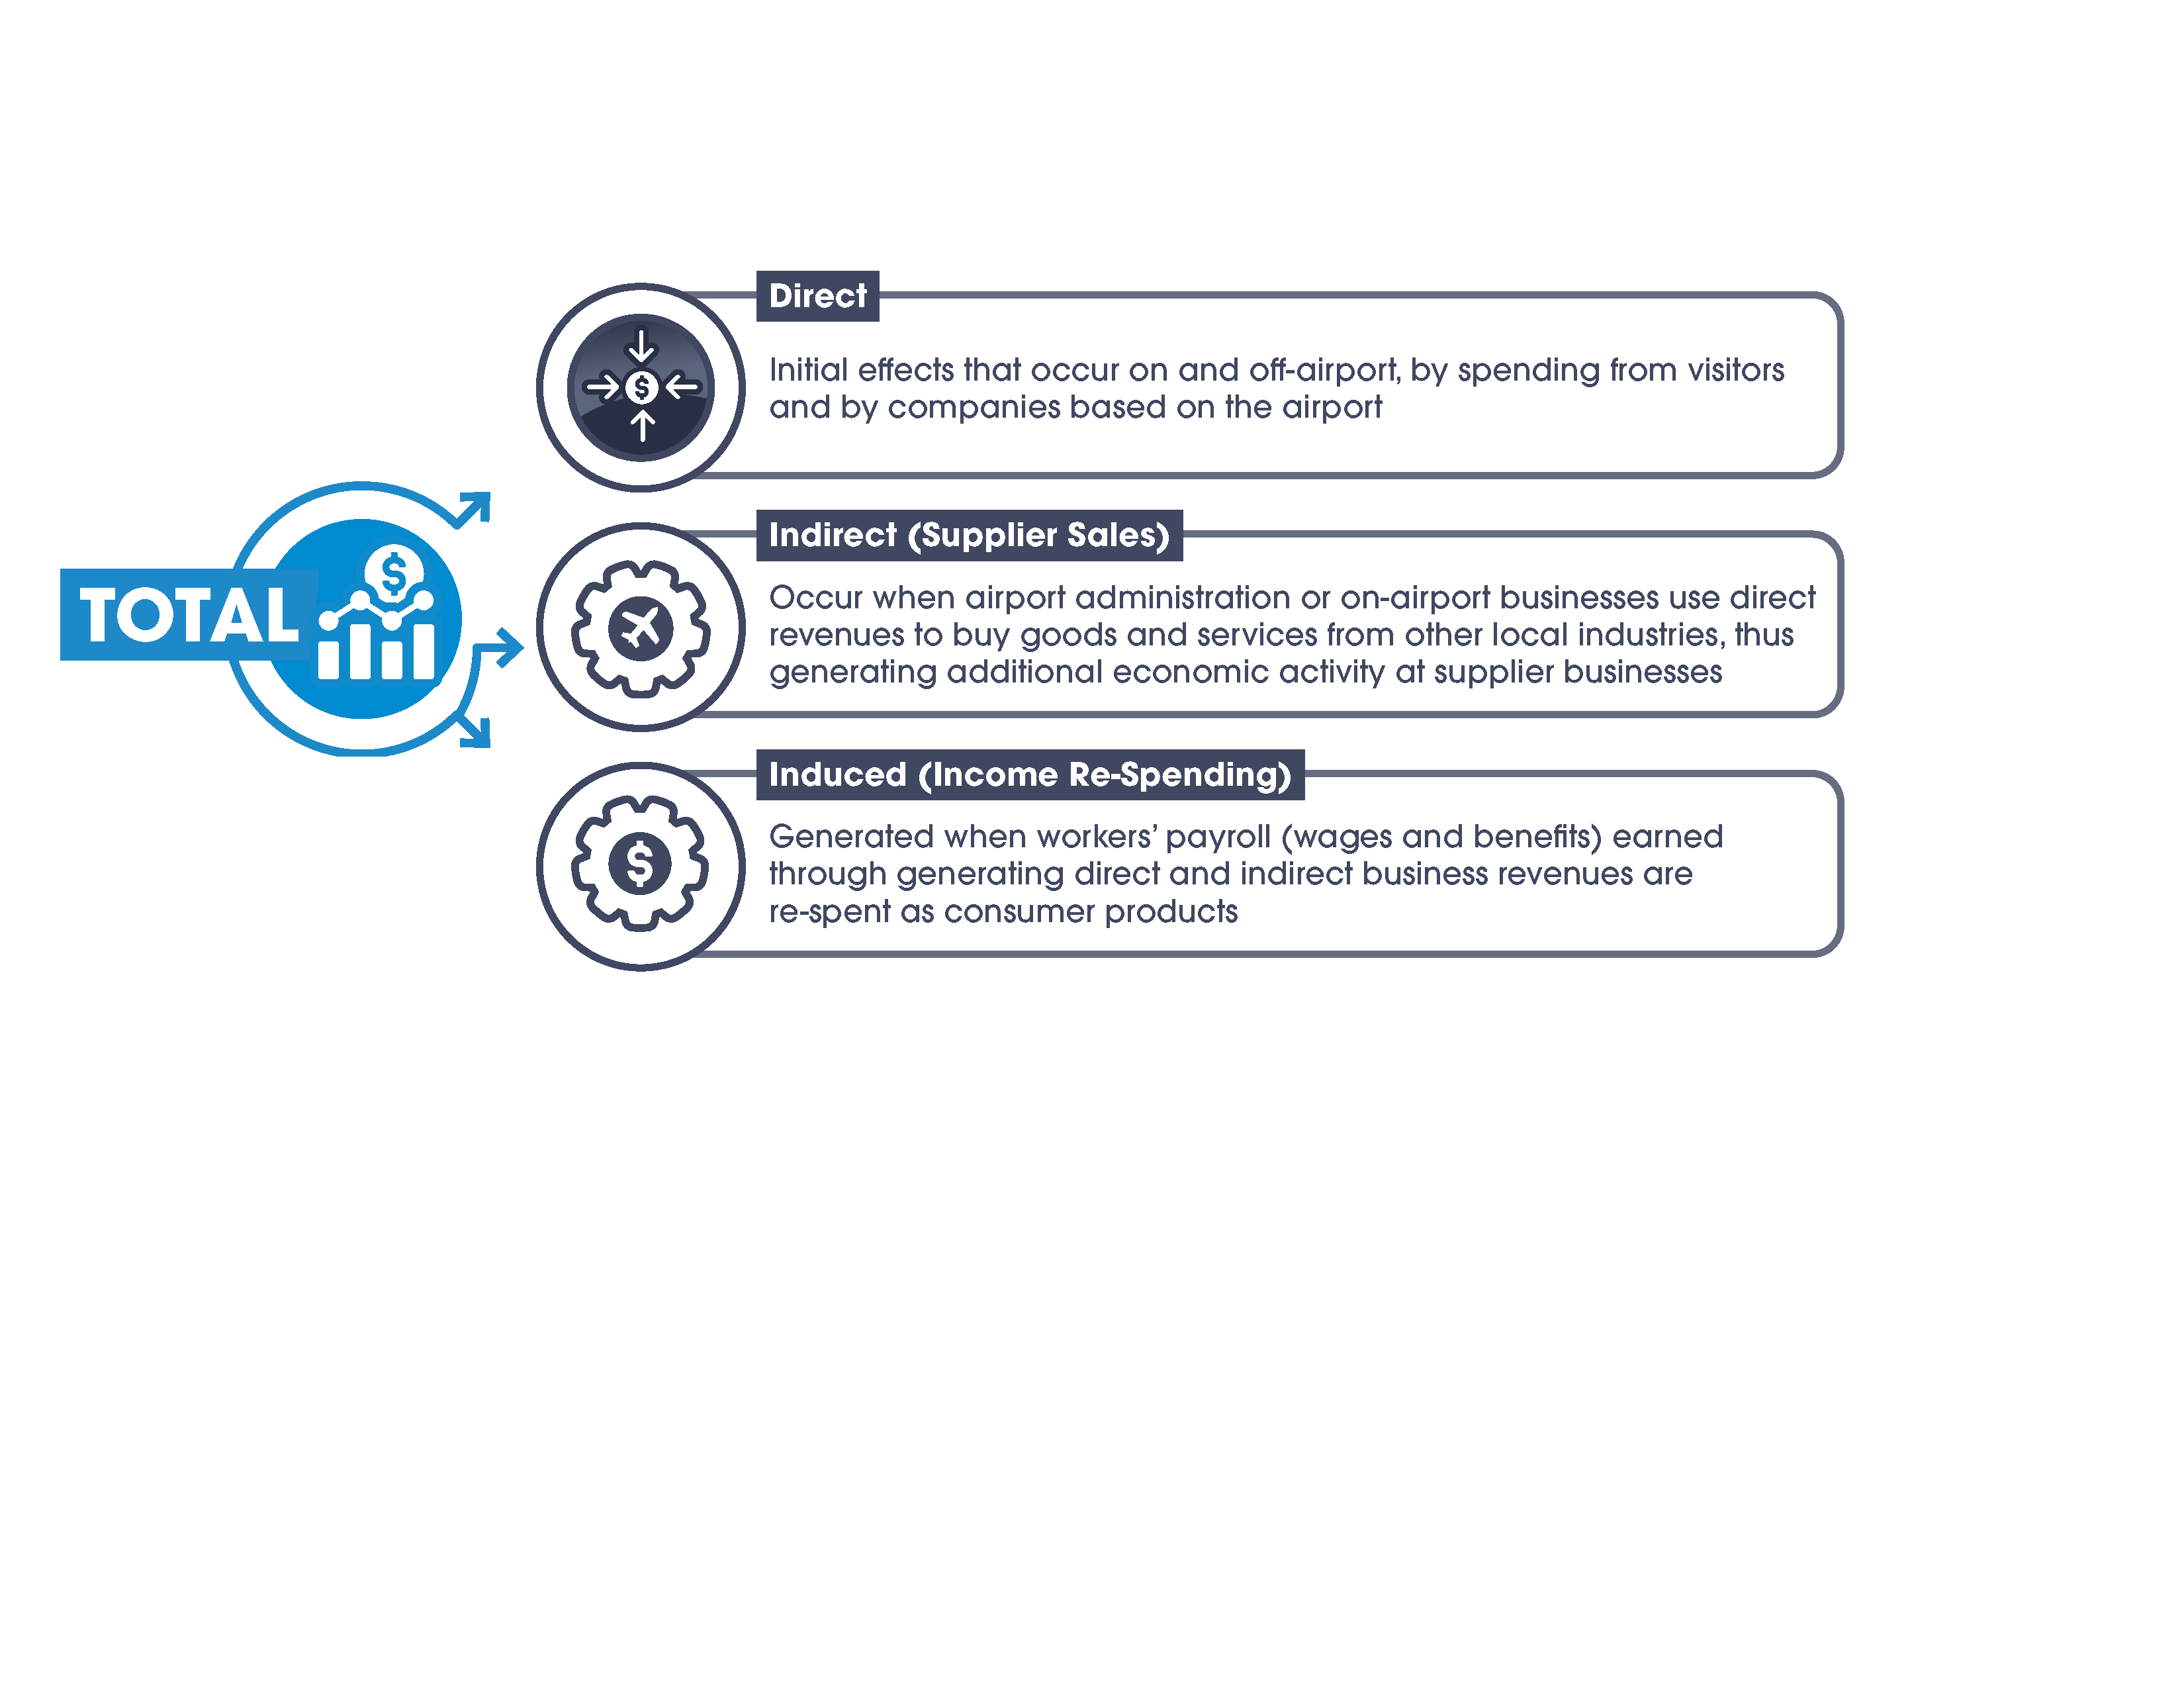 TOTAL
Direct
Initial effects that occur on and off-airport, by spending from visitors
and by companies based on the airport
Indirect (Supplier Sales)
Occur when airport administration or on-airport businesses use direct
revenues to buy goods and services from other local industries, thus
generating additional economic activity at supplier businesses
Induced (Income Re-Spending)
Generated when workers’ payroll (wages and benefits) earned
through generating direct and indirect business revenues are
re-spent as consumer products